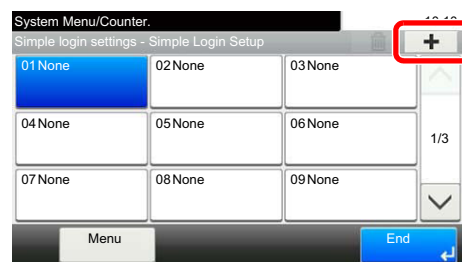 System Menu/Counter.
Simple login settings - Simple Login Setup
+
01 None
02 None
03 None
04 None
05 None
06 None
1/3
07 None
08 None
09 None
Menu
End